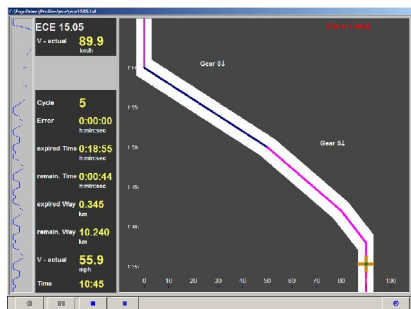 ECE 15.05
V - actual 89.9
km/h
Cycle 5
Error 0:00:00
h:min:sec
expired Time 0:18:55
h:min:sec
remain. Time 0:00:44
h:min:sec
expired Way 0.345
km
remain. Way 10.240
km
V - actual 55.9
mph
Time 10:45
Gear 0↓
Gear 5↓
0 10 20 30 40 50 60 70 80 90 100